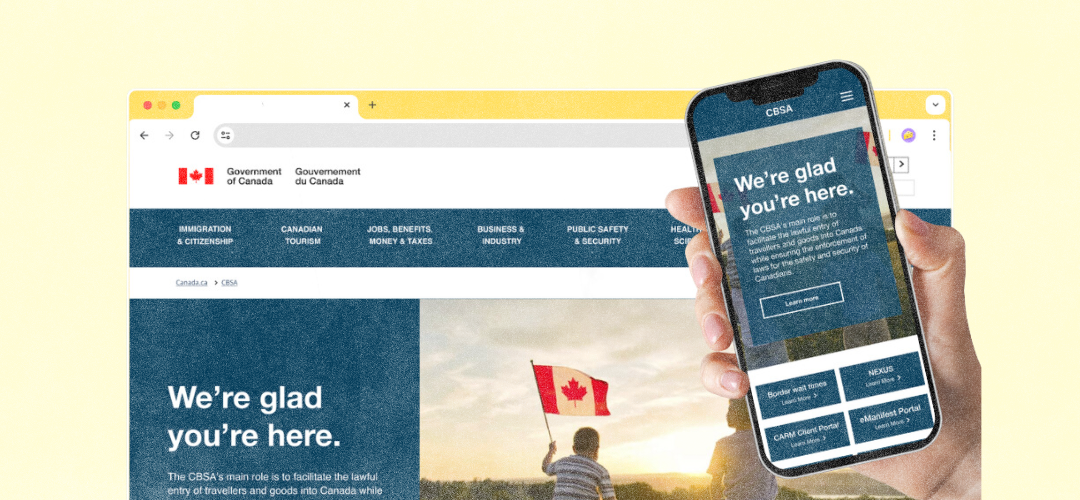 Government
of Canada
Gouvernement
du Canada
IMMIGRATION
& CITIZENSHIP
CANADIAN
TOURISM
JOBS, BENEFITS,
MONEY & TAXES
BUSINESS &
INDUSTRY
PUBLIC SAFETY
& SECURITY
HEALTH
Canada.ca > CBSA
We're glad
you're here.
The CBSA's main role is to facilitate the lawful
entry of travellers and goods into Canada while
CBSA
We're glad
you're here.
The CBSA's main role is to
facilitate the lawful entry of
travellers and goods into Canada
while ensuring the enforcement of
laws for the safety and security of
Canadians.
Learn more
Border wait times
Learn More >
NEXUS
Learn More >
CARM Client Portal
Learn More >
eManifest Portal
Learn More >